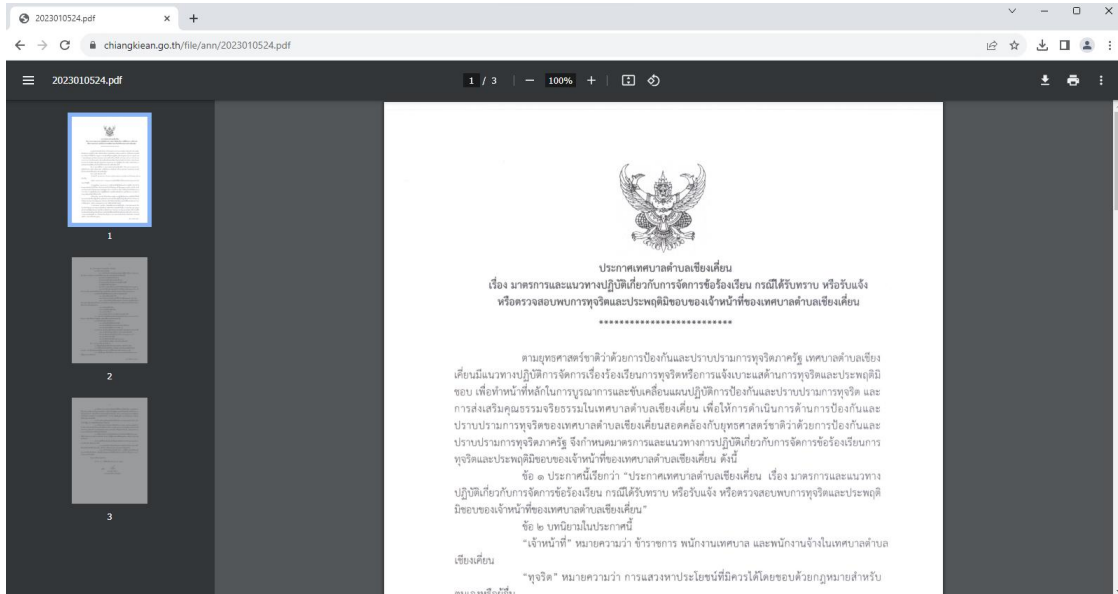 2023010524.pdf
chiangkiean.go.th/file/ann/2023010524.pdf
2023010524.pdf
1 / 3
100%
ประกาศเทศบาลตำบลเชียงเคี่ยน
เรื่อง มาตรการและแนวทางปฏิบัติเกี่ยวกับการจัดการข้อร้องเรียน กรณีได้รับทราบ หรือรับแจ้ง
หรือตรวจสอบพบการทุจริตและประพฤติมิชอบของเจ้าหน้าที่ของเทศบาลตำบลเชียงเคี่ยน
**************************
ตามยุทธศาสตร์ชาติว่าด้วยการป้องกันและปราบปรามการทุจริตภาครัฐ เทศบาลตำบลเชียง
เคี่ยนมีแนวทางปฏิบัติการจัดการเรื่องร้องเรียนการทุจริตหรือการแจ้งเบาะแสด้านการทุจริตและประพฤติมิ
ชอบ เพื่อทำหน้าที่หลักในการบูรณาการและขับเคลื่อนแผนปฏิบัติการป้องกันและปราบปรามการทุจริต และ
การส่งเสริมคุณธรรมจริยธรรมในเทศบาลตำบลเชียงเคี่ยน เพื่อให้การดำเนินการด้านการป้องกันและ
ปราบปรามการทุจริตของเทศบาลตำบลเชียงเคี่ยนสอดคล้องกับยุทธศาสตร์ชาติว่าด้วยการป้องกันและ
ปราบปรามการทุจริตภาครัฐ จึงกำหนดมาตรการและแนวทางการปฏิบัติเกี่ยวกับการจัดการข้อร้องเรียนการ
ทุจริตและประพฤติมิชอบของเจ้าหน้าที่ของเทศบาลตำบลเชียงเคี่ยน ดังนี้
ข้อ ๑ ประกาศนี้เรียกว่า "ประกาศเทศบาลตำบลเชียงเคี่ยน เรื่อง มาตรการและแนวทาง
ปฏิบัติเกี่ยวกับการจัดการข้อร้องเรียน กรณีได้รับทราบ หรือรับแจ้ง หรือตรวจสอบพบการทุจริตและประพฤติ
มิชอบของเจ้าหน้าที่ของเทศบาลตำบลเชียงเคี่ยน"
ข้อ ๒ บทนิยามในประกาศนี้
"เจ้าหน้าที่" หมายความว่า ข้าราชการ พนักงานเทศบาล และพนักงานจ้างในเทศบาลตำบล
เชียงเคี่ยน
"ทุจริต" หมายความว่า การแสวงหาประโยชน์ที่มิควรได้โดยชอบด้วยกฎหมายสำหรับ
1
2
3